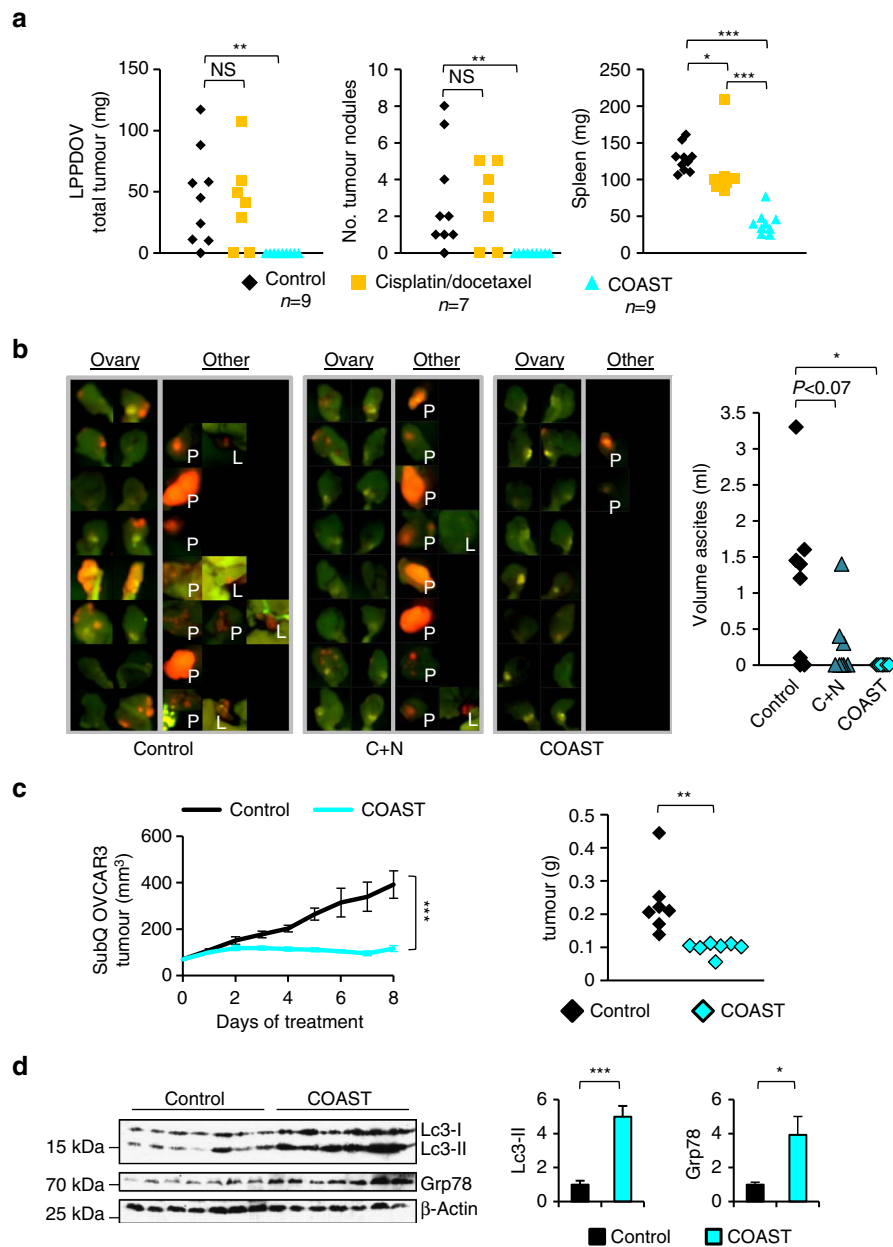 a
** 
NS
150
100
50
0
LPPDOV
total tumour (mg)
**
NS
10
8
6
4
2
0
No. tumour nodules
***
*
***
250
200
150
100
50
0
Spleen (mg)
Control
n=9
Cisplatin/docetaxel
n=7
COAST
n=9
b
Ovary Other Ovary Other Ovary Other
P
P L P P
P P P
P P L
P L P
P P L P
P P
P L P L
Control C+N COAST
*
P<0.07
3.5
3
2.5
2
1.5
1
0.5
0
Volume ascites (ml)
Control C+N COAST
c
Control COAST
600
400
200
0
SubQ OVCAR3
tumour (mm3)
***
0 2 4 6 8
Days of treatment
**
0.5
0.4
0.3
0.2
0.1
0
tumour (g)
Control COAST
d
Control COAST
Lc3-I
15 kDa Lc3-II
70 kDa Grp78
25 kDa β-Actin
***
6
4
2
0
Lc3-II
*
6
4
2
0
Grp78
Control COAST